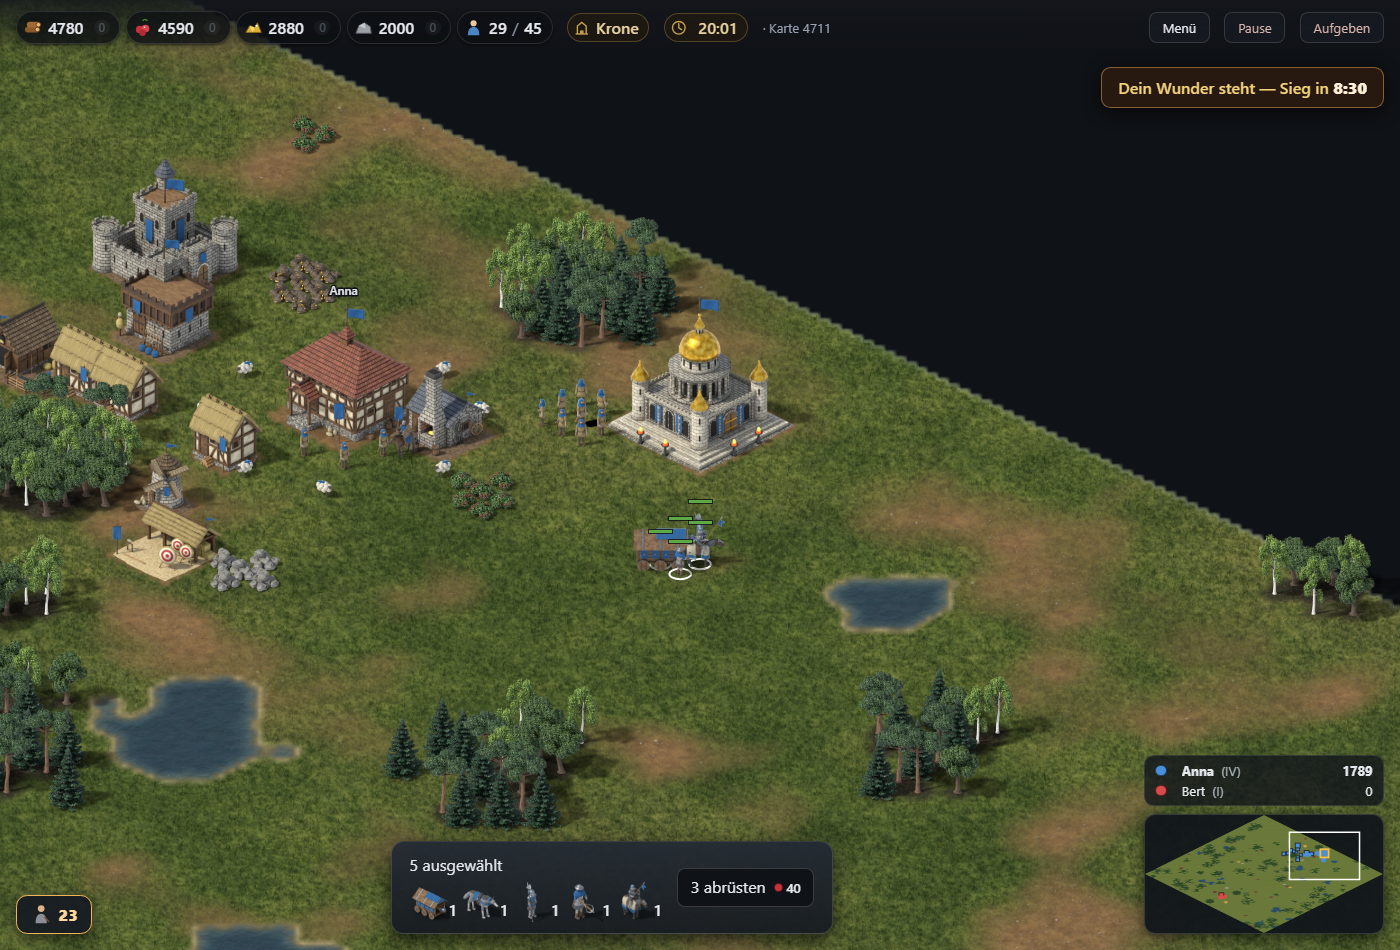 4780 0 4590 0 2880 0 2000 0 29 / 45 Krone 20:01 · Karte 4711 Menü Pause Aufgeben
Dein Wunder steht — Sieg in 8:30
Anna
Anna (IV) 1789
Bert (I) 0
5 ausgewählt
3 abrüsten 40
1 1 1 1 1
23